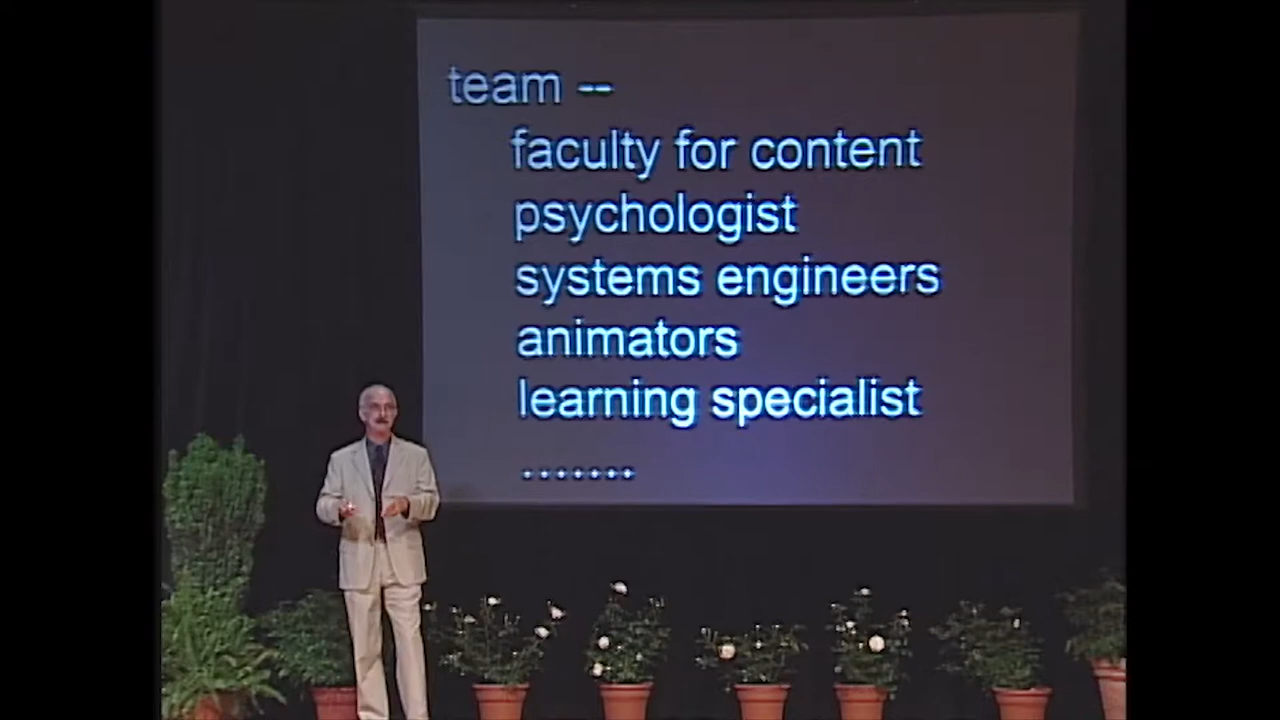 team --
faculty for content
psychologist
systems engineers
animators
learning specialist
.......